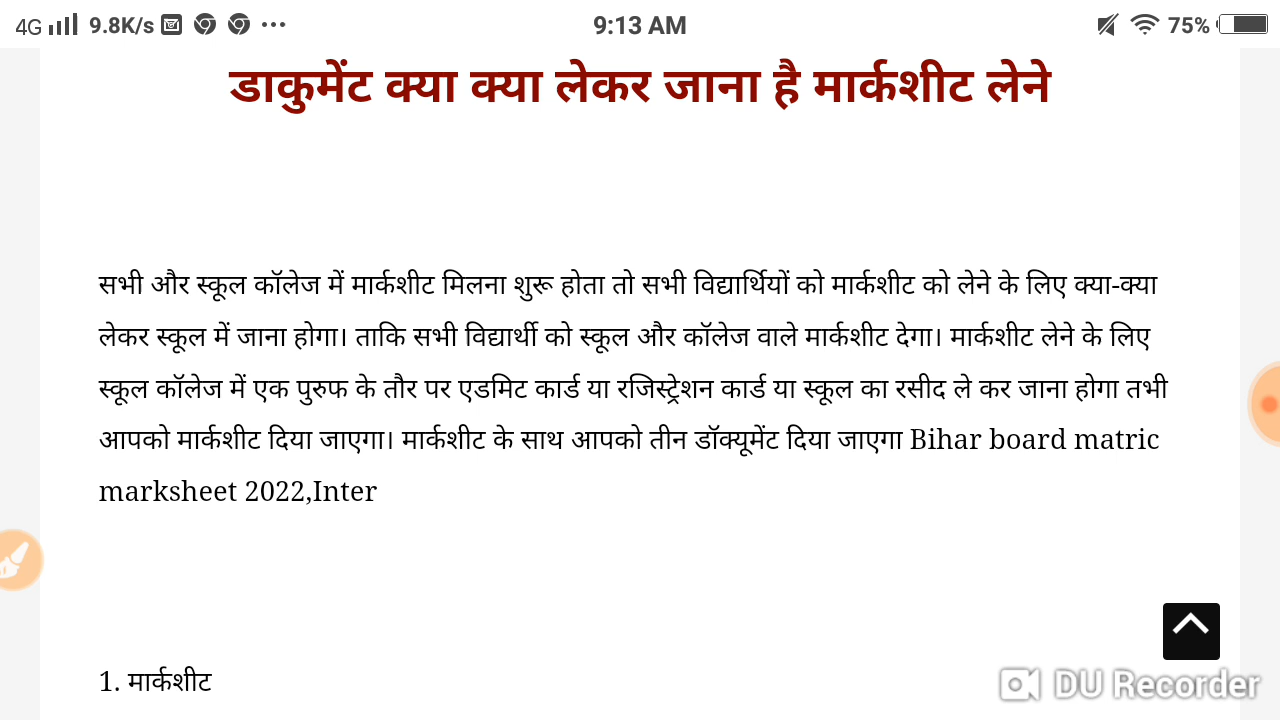 4G 9.8K/s ••• 9:13 AM 75%
डाकुमेंट क्या क्या लेकर जाना है मार्कशीट लेने
सभी और स्कूल कॉलेज में मार्कशीट मिलना शुरू होता तो सभी विद्यार्थियों को मार्कशीट को लेने के लिए क्या-क्या
लेकर स्कूल में जाना होगा। ताकि सभी विद्यार्थी को स्कूल और कॉलेज वाले मार्कशीट देगा। मार्कशीट लेने के लिए
स्कूल कॉलेज में एक पुरुफ के तौर पर एडमिट कार्ड या रजिस्ट्रेशन कार्ड या स्कूल का रसीद ले कर जाना होगा तभी
आपको मार्कशीट दिया जाएगा। मार्कशीट के साथ आपको तीन डॉक्यूमेंट दिया जाएगा Bihar board matric
marksheet 2022,Inter
1. मार्कशीट
DU Recorder